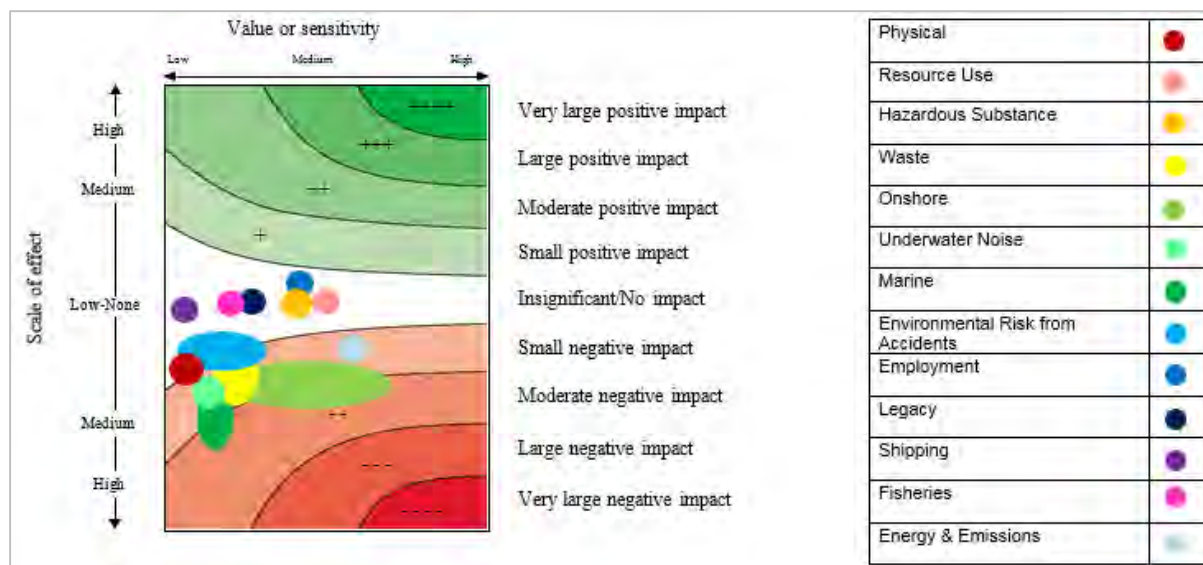 Value or sensitivity
Low Medium High
Scale of effect
High
Medium
Low-None
Medium
High
++++
+++
++
+
--
---
----
Very large positive impact
Large positive impact
Moderate positive impact
Small positive impact
Insignificant/No impact
Small negative impact
Moderate negative impact
Large negative impact
Very large negative impact
Physical
Resource Use
Hazardous Substance
Waste
Onshore
Underwater Noise
Marine
Environmental Risk from
Accidents
Employment
Legacy
Shipping
Fisheries
Energy & Emissions